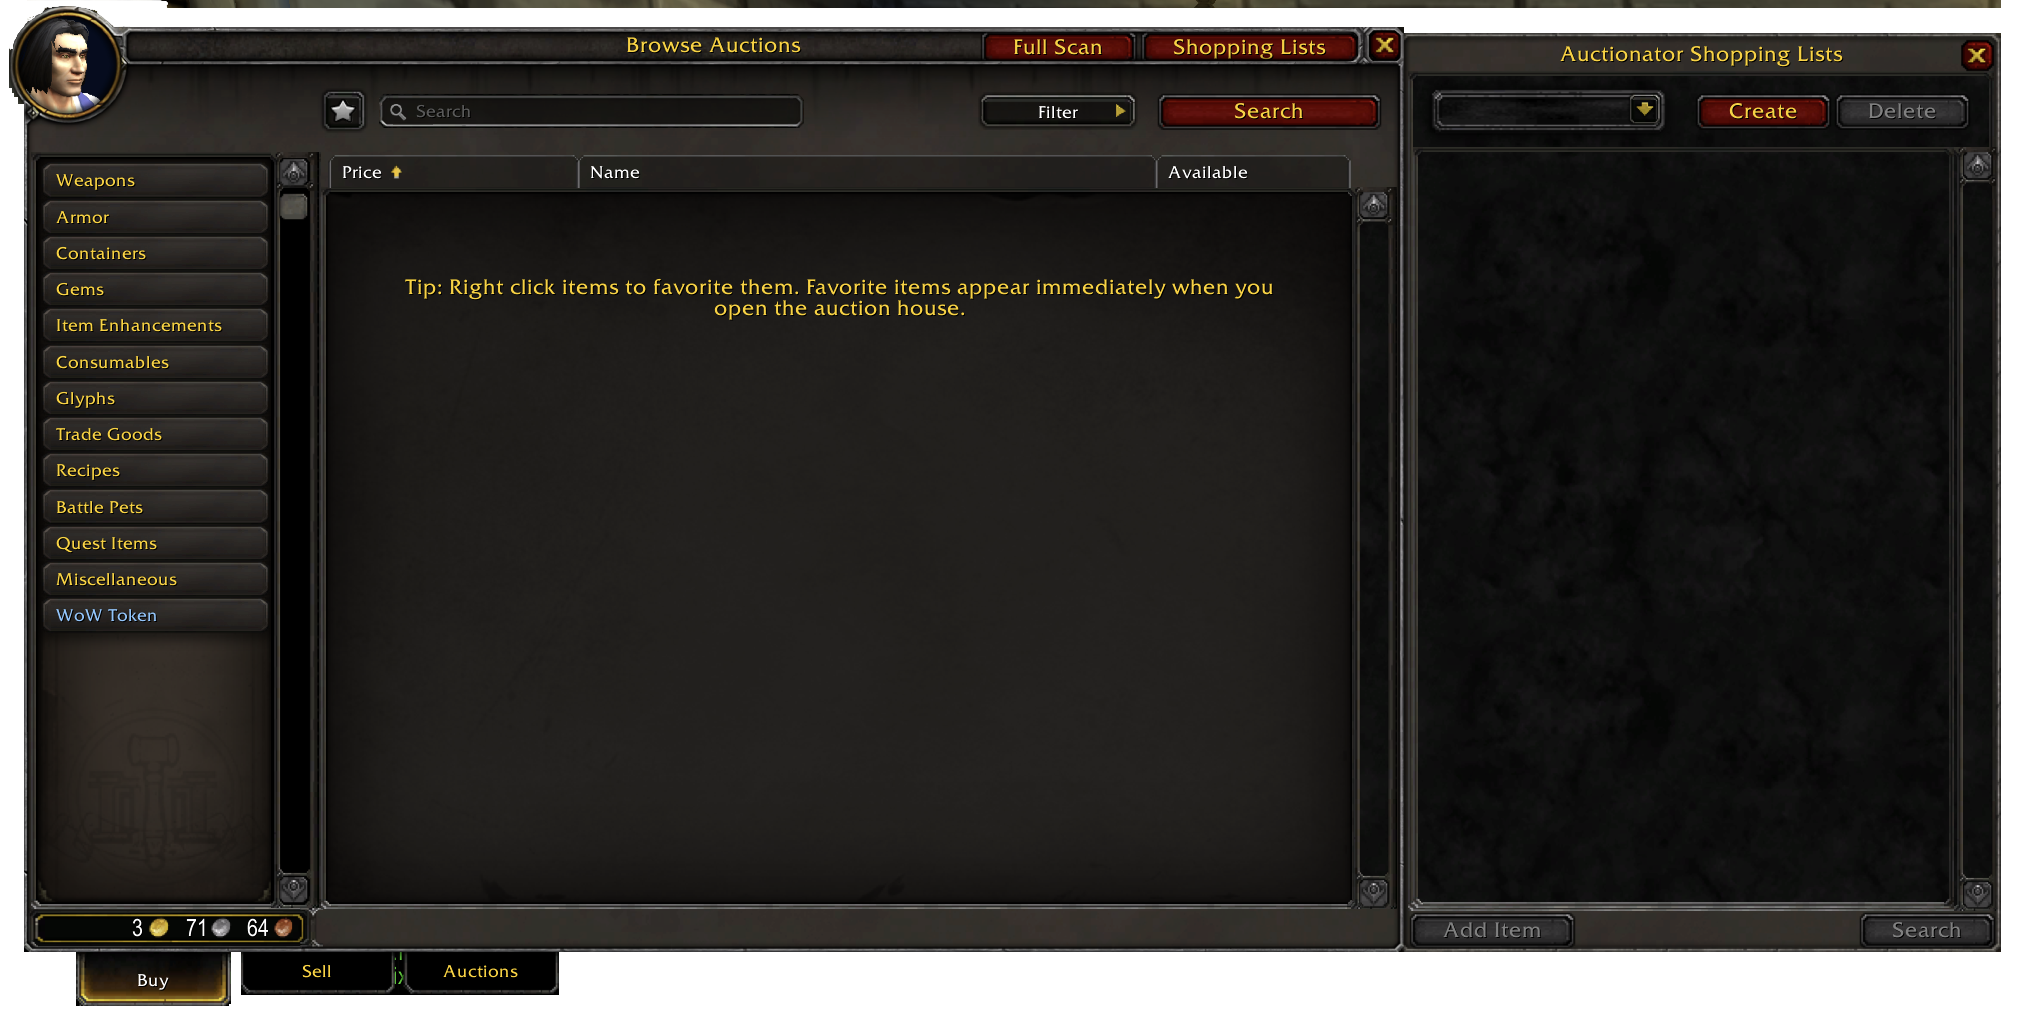 Browse Auctions
Full Scan
Shopping Lists
Auctionator Shopping Lists
Search
Filter
Search
Create
Delete
Price
Name
Available
Weapons
Armor
Containers
Gems
Item Enhancements
Consumables
Glyphs
Trade Goods
Recipes
Battle Pets
Quest Items
Miscellaneous
WoW Token
Tip: Right click items to favorite them. Favorite items appear immediately when you
open the auction house.
3 71 64
Add Item
Search
Buy
Sell
Auctions